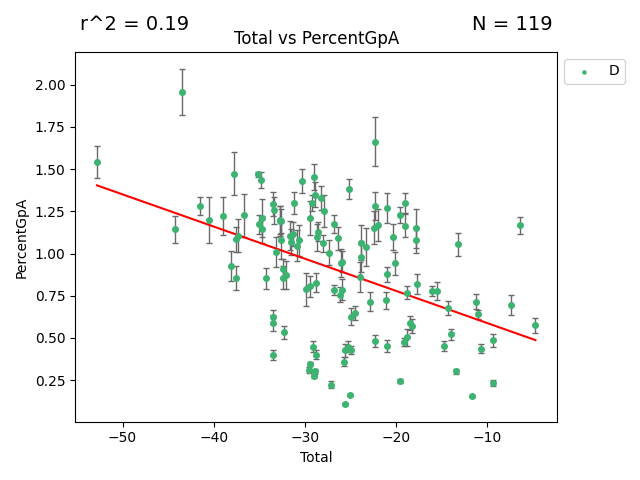 r^2 = 0.19 N = 119
Total vs PercentGpA
D
2.00
1.75
1.50
1.25
1.00
0.75
0.50
0.25
PercentGpA
−50 −40 −30 −20 −10
Total